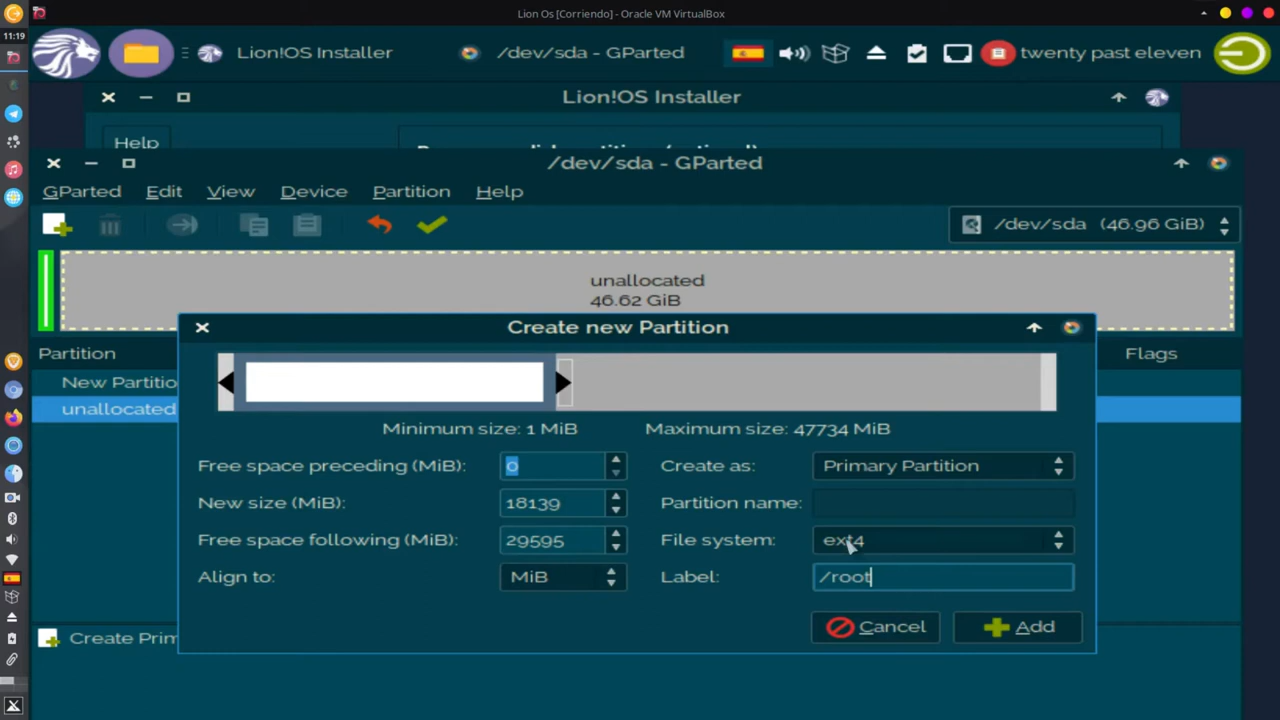 Lion Os [Corriendo] - Oracle VM VirtualBox
11:19
Lion!OS Installer
/dev/sda - GParted
twenty past eleven
Lion!OS Installer
Help
/dev/sda - GParted
GParted Edit View Device Partition Help
/dev/sda (46.96 GiB)
unallocated
46.62 GiB
Create new Partition
Partition
Flags
New Partitio
unallocated
Minimum size: 1 MiB
Maximum size: 47734 MiB
Free space preceding (MiB): 0
Create as: Primary Partition
New size (MiB): 18139
Partition name:
Free space following (MiB): 29595
File system: ext4
Align to: MiB
Label: /root
Cancel
Add
Create Prim